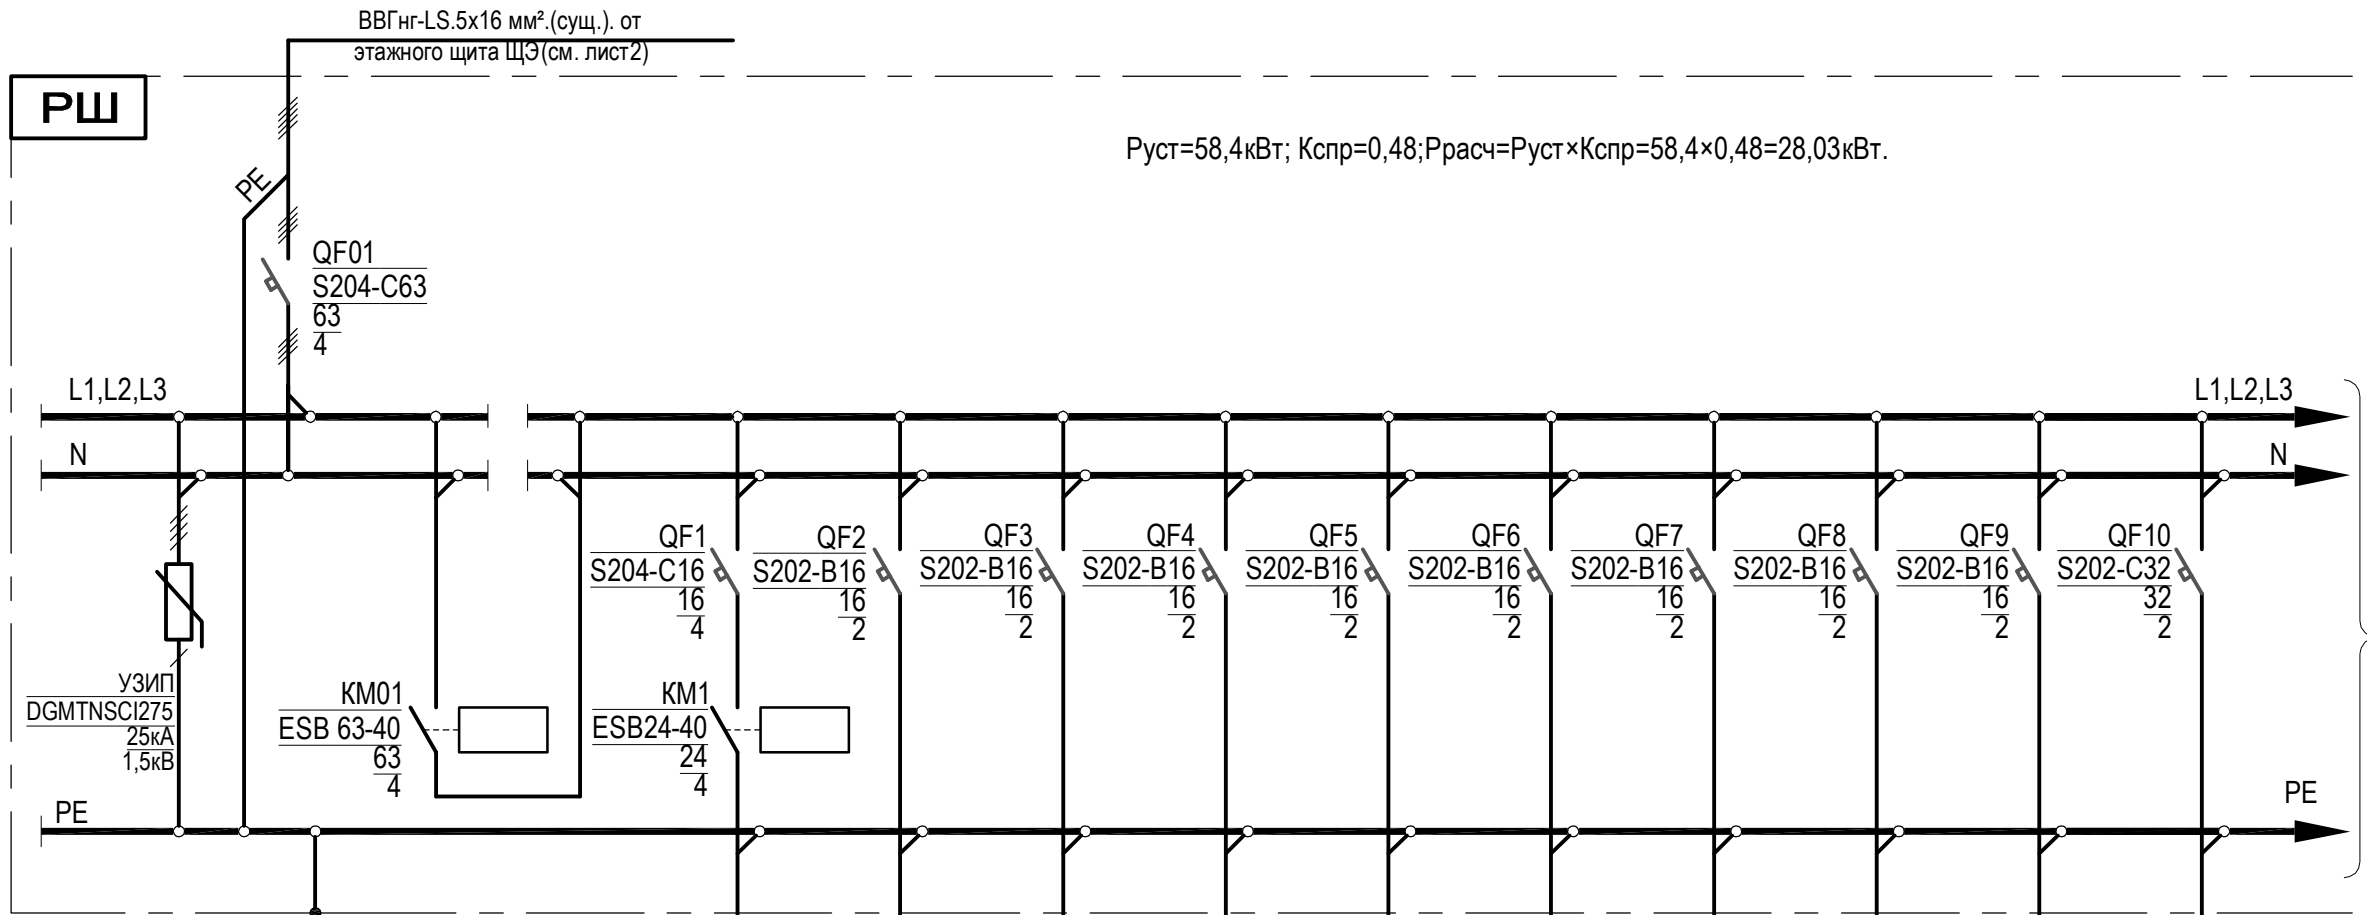 ВВГнг-LS.5х16 мм².(сущ.). от
этажного щита ЩЭ(см. лист2)
РШ
Руст=58,4кВт; Кспр=0,48;Ррасч=Руст×Кспр=58,4×0,48=28,03кВт.
PE
QF01
S204-C63
63
4
L1,L2,L3
L1,L2,L3
N
N
QF1
S204-C16
16
4
QF2
S202-B16
16
2
QF3
S202-B16
16
2
QF4
S202-B16
16
2
QF5
S202-B16
16
2
QF6
S202-B16
16
2
QF7
S202-B16
16
2
QF8
S202-B16
16
2
QF9
S202-B16
16
2
QF10
S202-C32
32
2
УЗИП
DGMTNSCI275
25кА
1,5кВ
КМ01
ESB 63-40
63
4
КМ1
ESB24-40
24
4
PE
PE